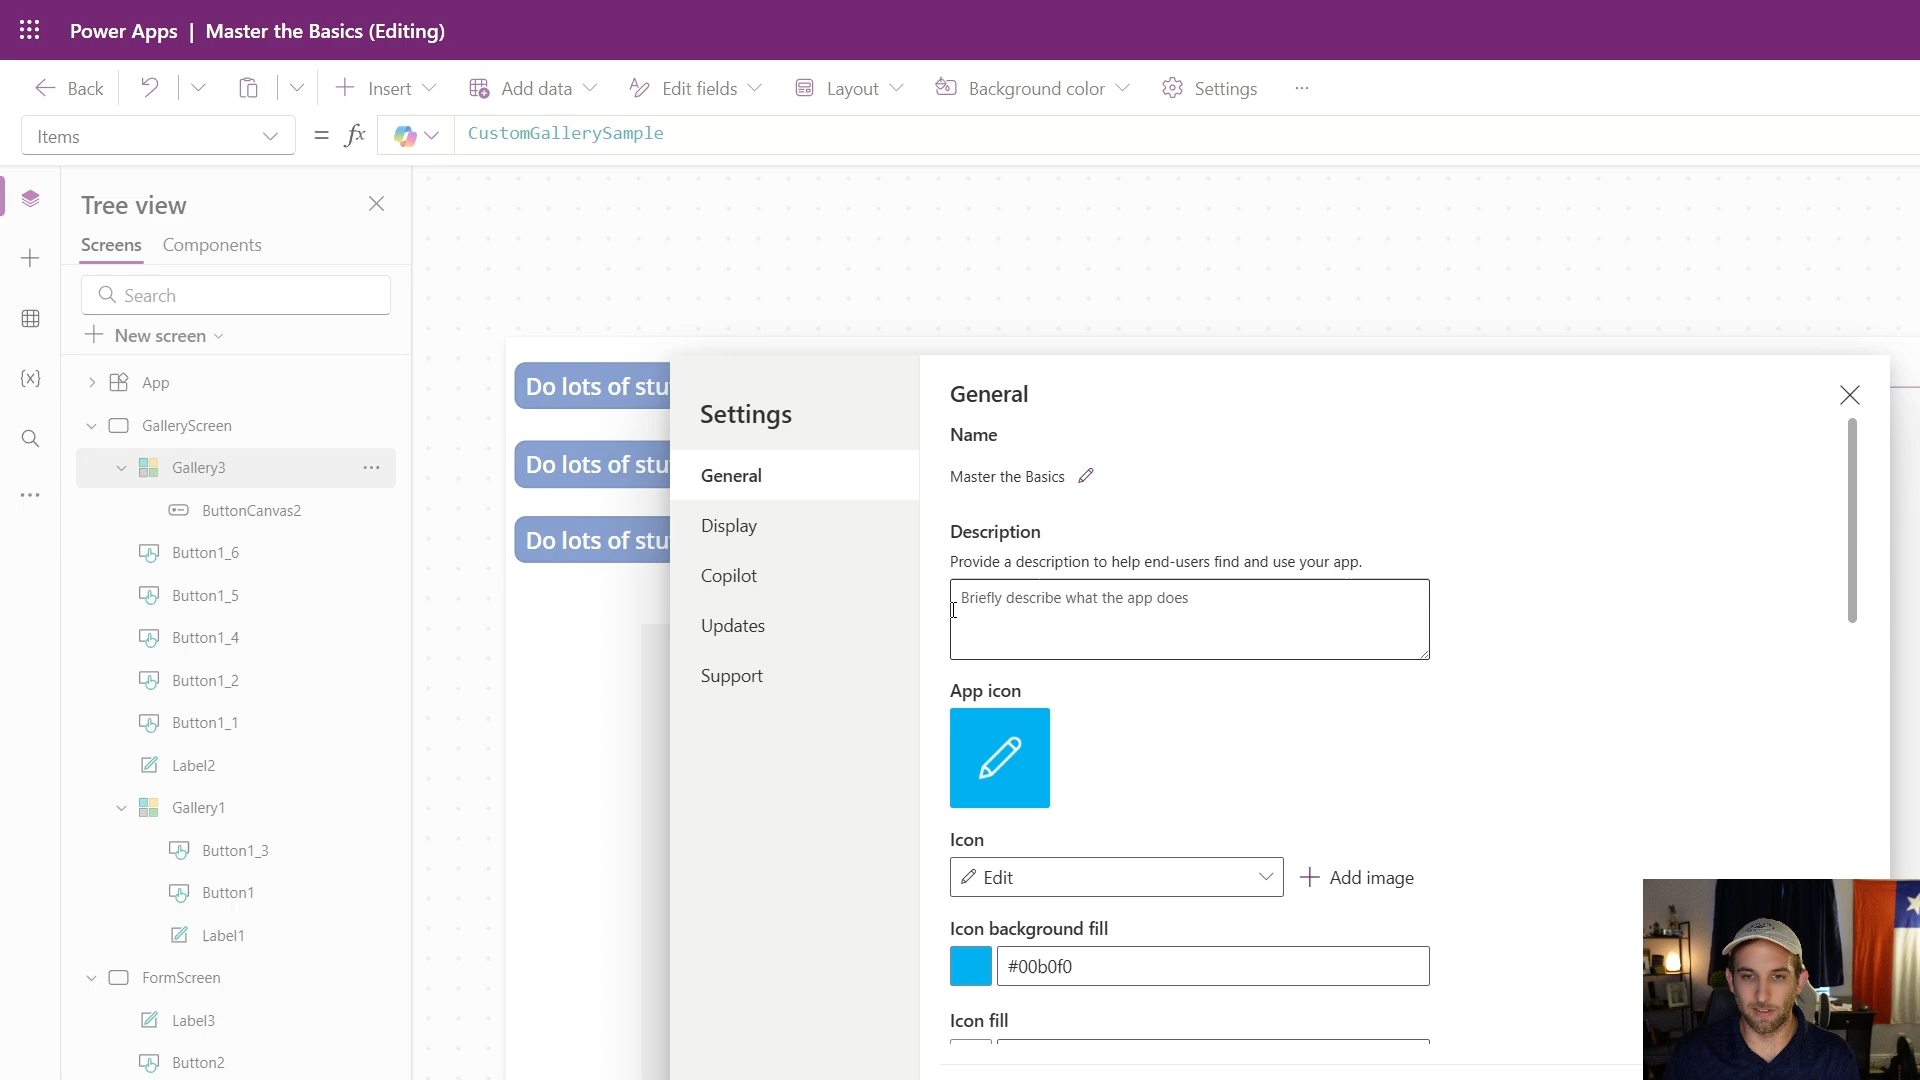 Power Apps | Master the Basics (Editing)
Back
Insert
Add data
Edit fields
Layout
Background color
Settings
...
Items
= fx
CustomGallerySample
Tree view
Screens
Components
Search
New screen
App
GalleryScreen
Gallery3
ButtonCanvas2
Button1_6
Button1_5
Button1_4
Button1_2
Button1_1
Label2
Gallery1
Button1_3
Button1
Label1
FormScreen
Label3
Button2
Do lots of stu
Do lots of stu
Do lots of stu
Settings
General
Display
Copilot
Updates
Support
General
Name
Master the Basics
Description
Provide a description to help end-users find and use your app.
Briefly describe what the app does
App icon
Icon
Edit
Add image
Icon background fill
#00b0f0
Icon fill